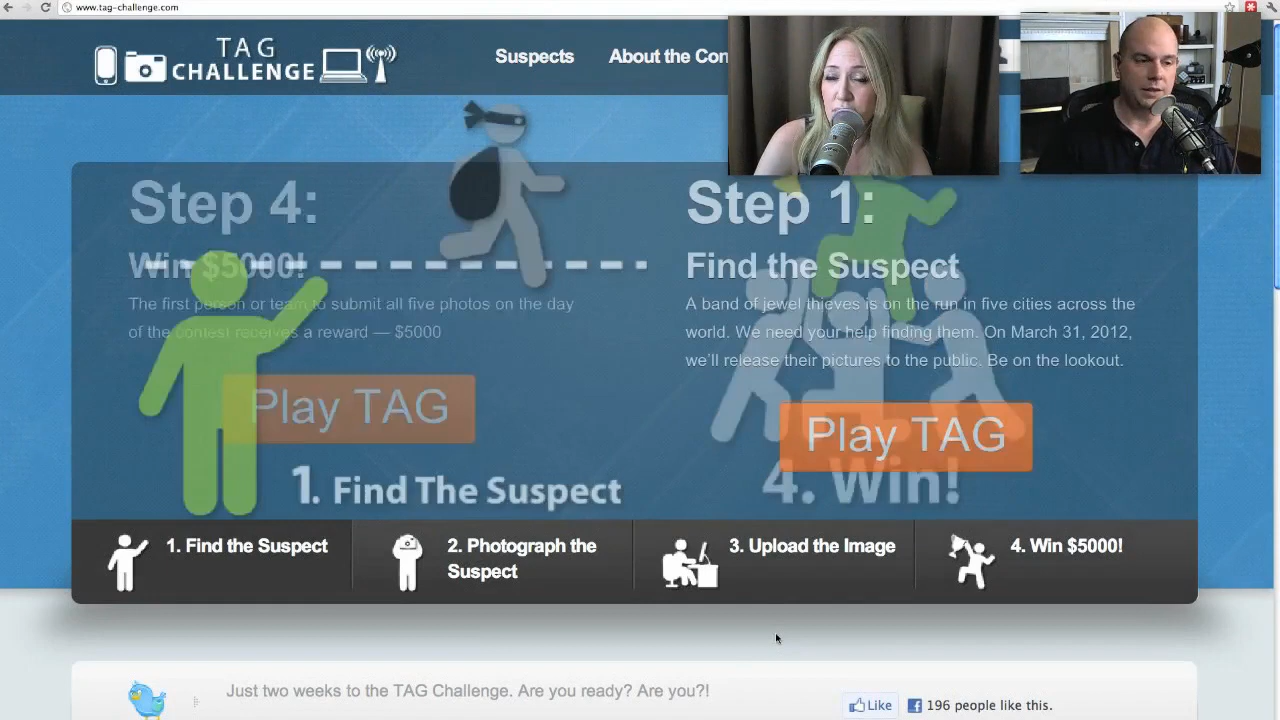 www.tag-challenge.com
TAG
CHALLENGE
Suspects
About the Con
Step 4:
Win $5000!
The first person or team to submit all five photos on the day
of the contest receives a reward — $5000
Play TAG
1. Find The Suspect
Step 1:
Find the Suspect
A band of jewel thieves is on the run in five cities across the
world. We need your help finding them. On March 31, 2012,
we'll release their pictures to the public. Be on the lookout.
Play TAG
4. Win!
1. Find the Suspect
2. Photograph the
Suspect
3. Upload the Image
4. Win $5000!
Just two weeks to the TAG Challenge. Are you ready? Are you?!
Like
196 people like this.